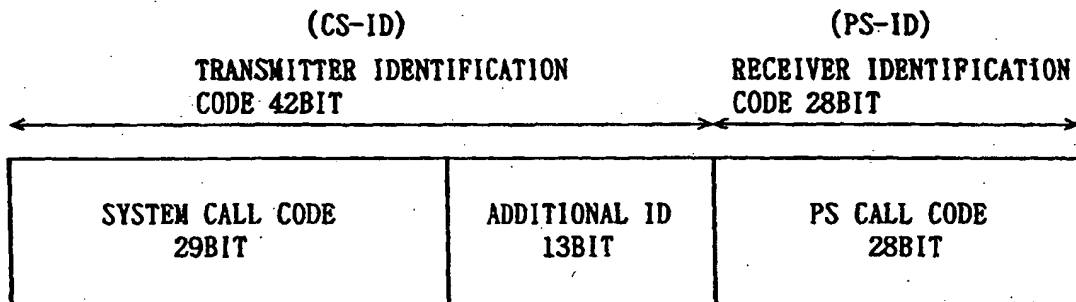 (CS-ID)
(PS-ID)
TRANSMITTER IDENTIFICATION
CODE 42BIT
RECEIVER IDENTIFICATION
CODE 28BIT
SYSTEM CALL CODE
29BIT
ADDITIONAL ID
13BIT
PS CALL CODE
28BIT